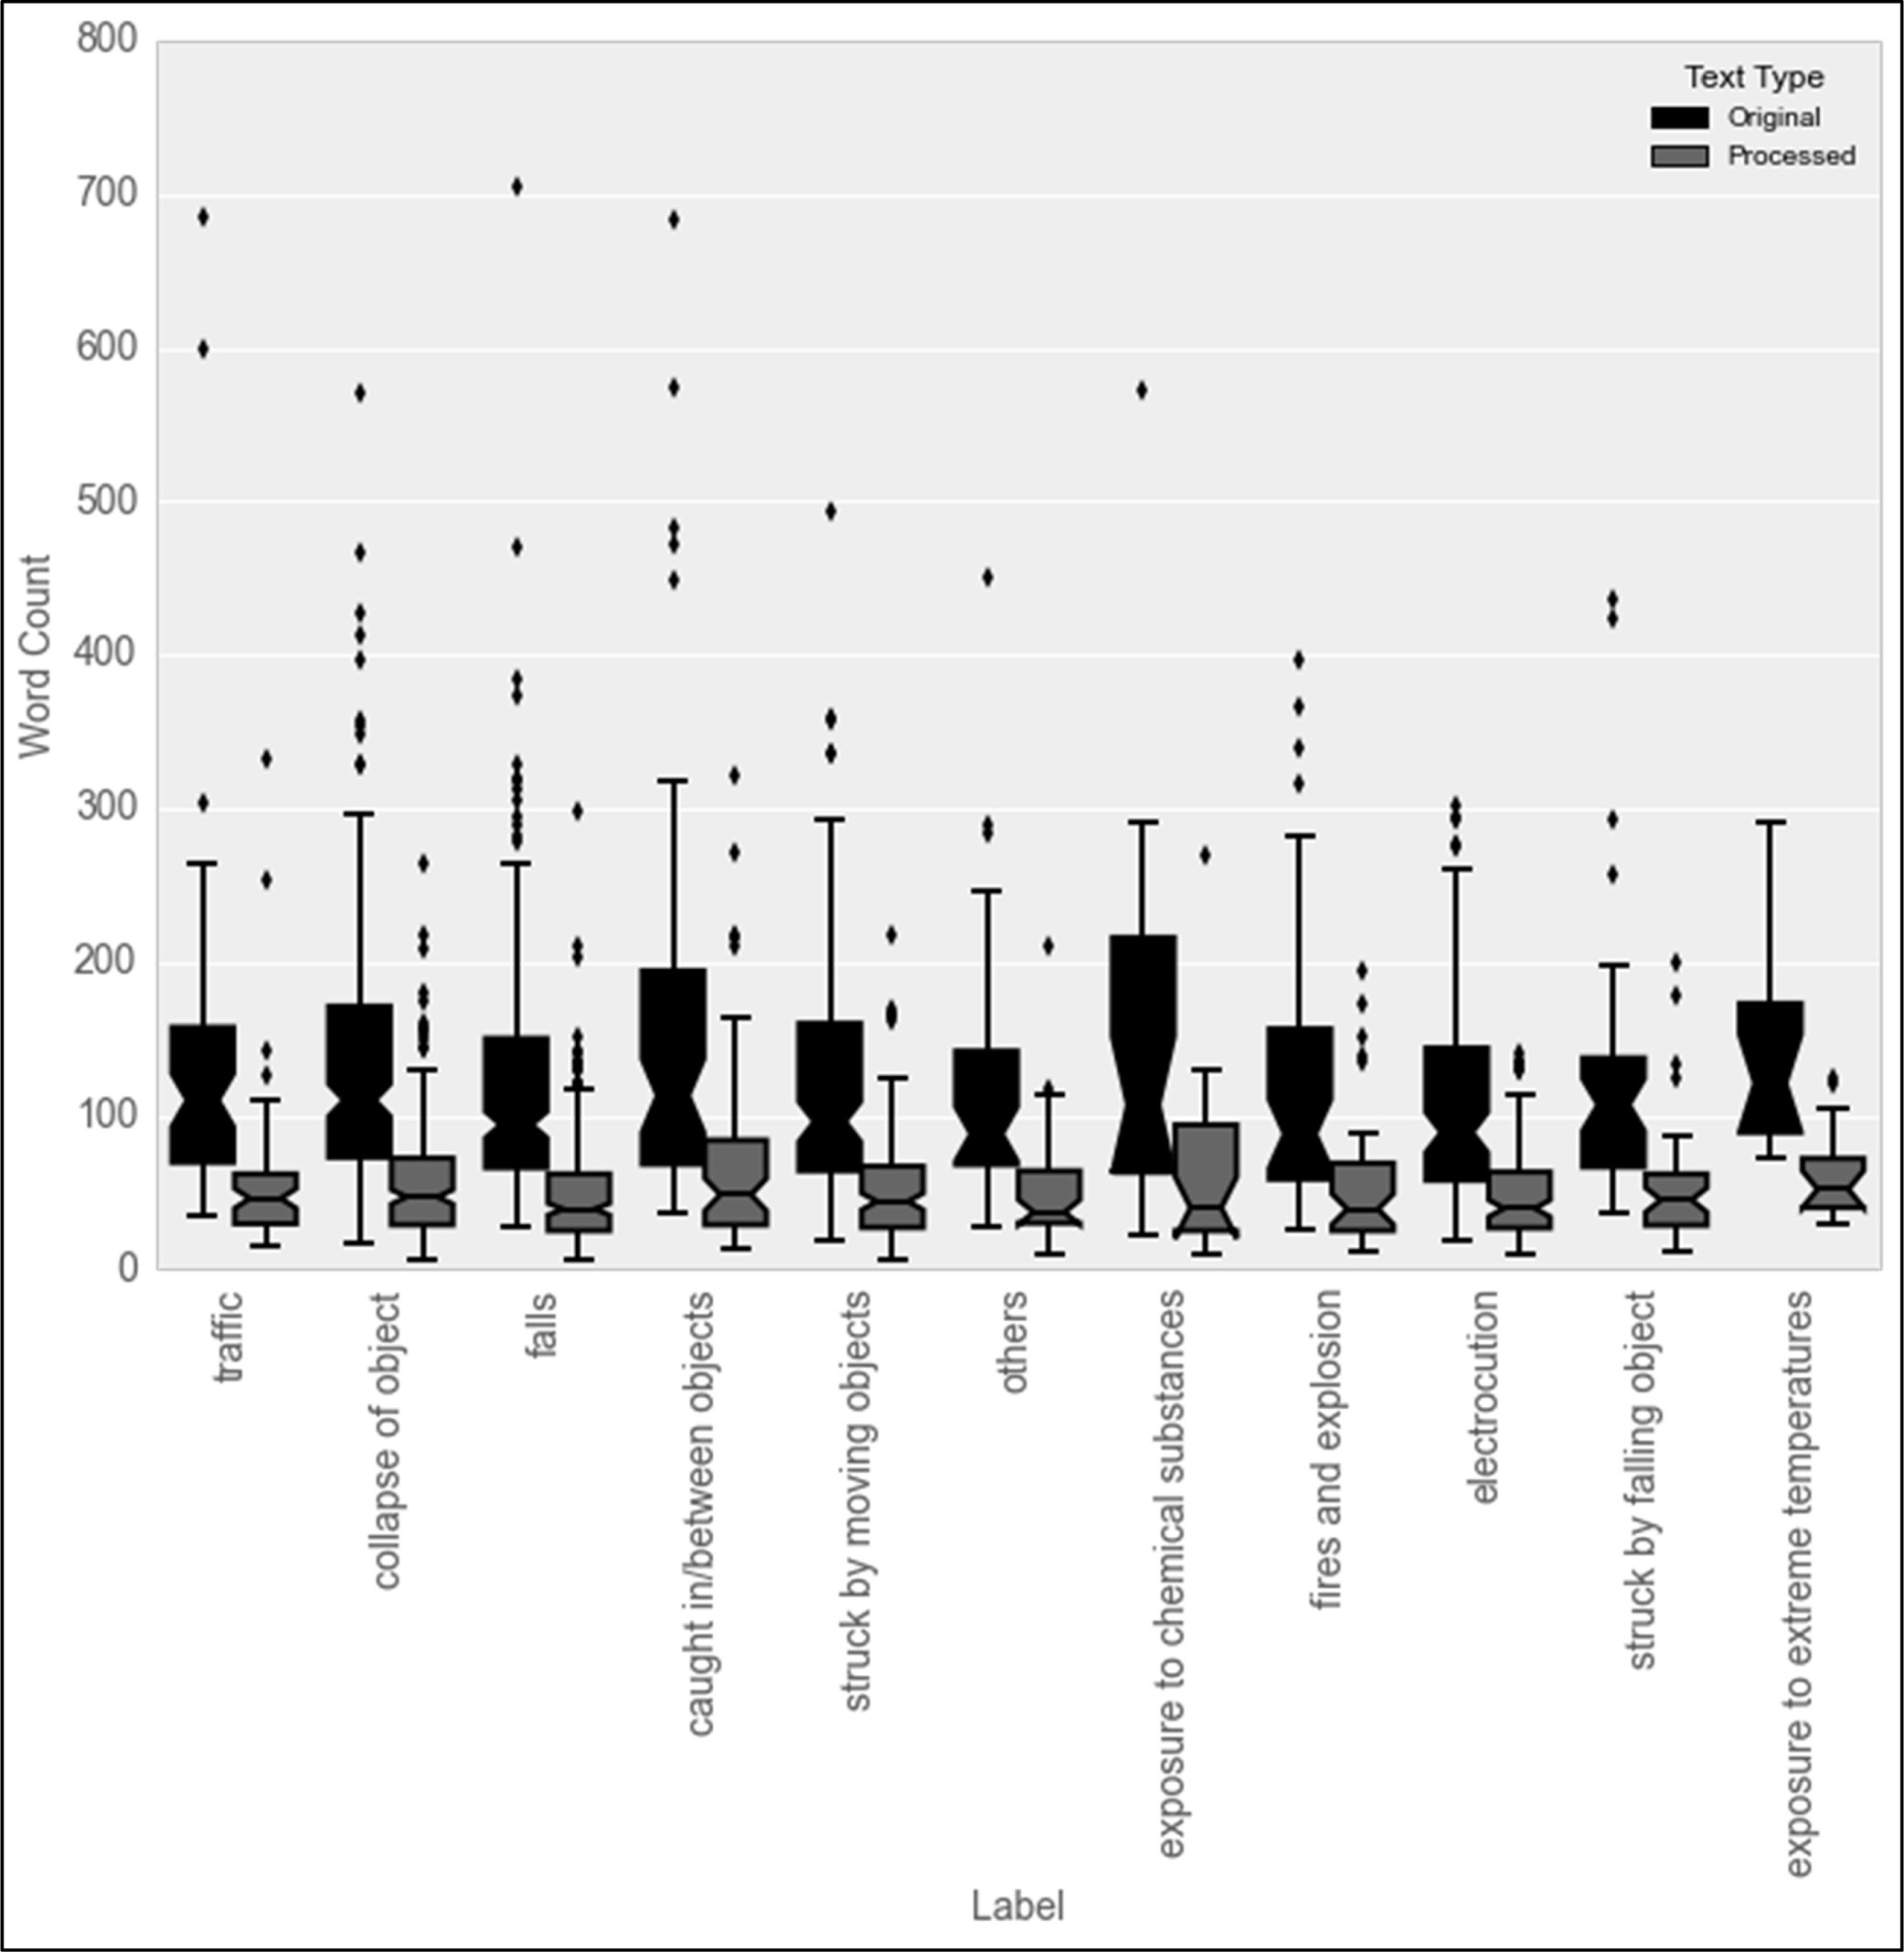 800
700
600
500
400
300
200
100
0
Word Count
Text Type
Original
Processed
traffic
collapse of object
falls
caught in/between objects
struck by moving objects
others
exposure to chemical substances
fires and explosion
electrocution
struck by falling object
exposure to extreme temperatures
Label